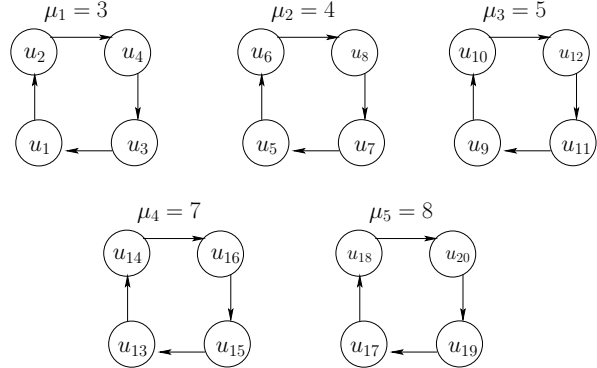 μ₁ = 3 μ₂ = 4 μ₃ = 5
u₂ u₄ u₆ u₈ u₁₀ u₁₂
u₁ u₃ u₅ u₇ u₉ u₁₁
μ₄ = 7 μ₅ = 8
u₁₄ u₁₆ u₁₈ u₂₀
u₁₃ u₁₅ u₁₇ u₁₉